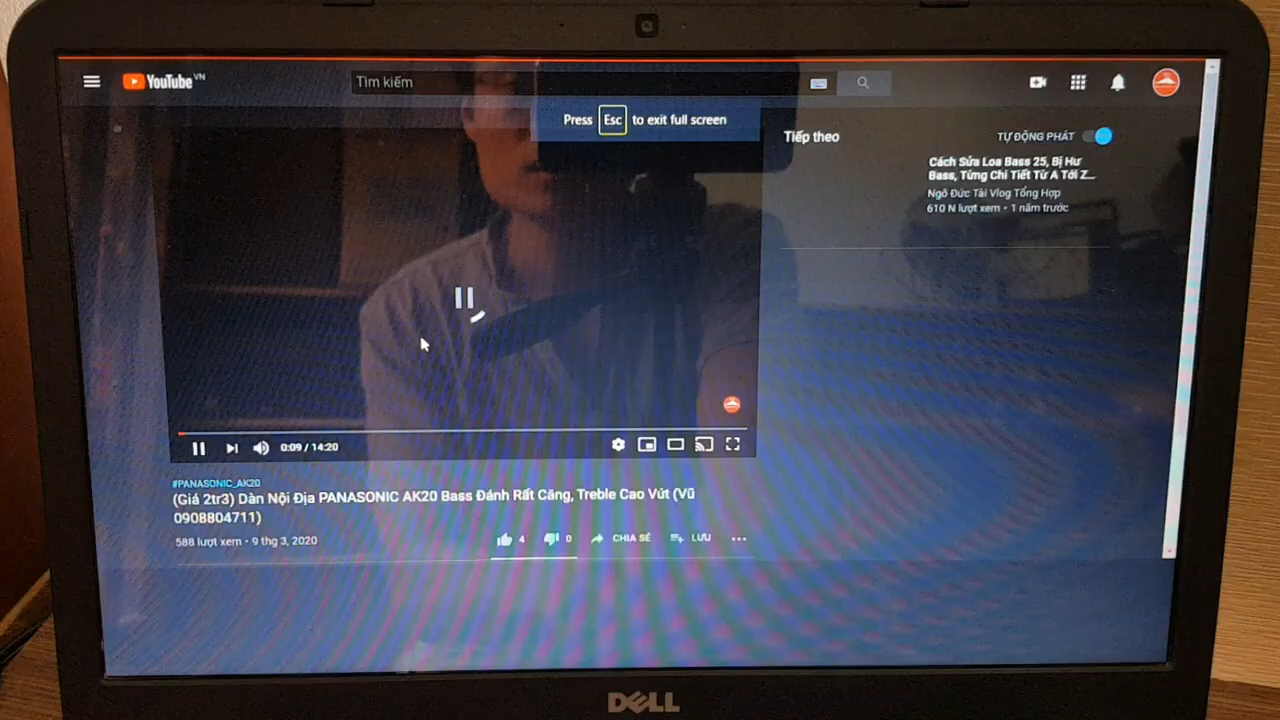 YouTube VN
Tìm kiếm
Press Esc to exit full screen
Tiếp theo
TỰ ĐỘNG PHÁT
Cách Sửa Loa Bass 25, Bị Hư
Bass, Từng Chi Tiết Từ A Tới Z...
Ngô Đức Tài Vlog Tổng Hợp
610 N lượt xem • 1 năm trước
0:09 / 14:20
#PANASONIC_AK20
(Giá 2tr3) Dàn Nội Địa PANASONIC AK20 Bass Đánh Rất Căng, Treble Cao Vút (Vũ
0908804711)
588 lượt xem • 9 thg 3, 2020
4 0 CHIA SẺ LƯU
DELL